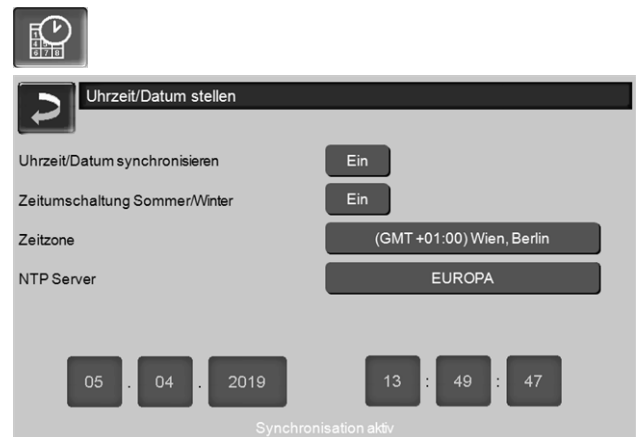 Uhrzeit/Datum stellen
Uhrzeit/Datum synchronisieren Ein
Zeitumschaltung Sommer/Winter Ein
Zeitzone (GMT +01:00) Wien, Berlin
NTP Server EUROPA
05 . 04 . 2019 13 : 49 : 47
Synchronisation aktiv